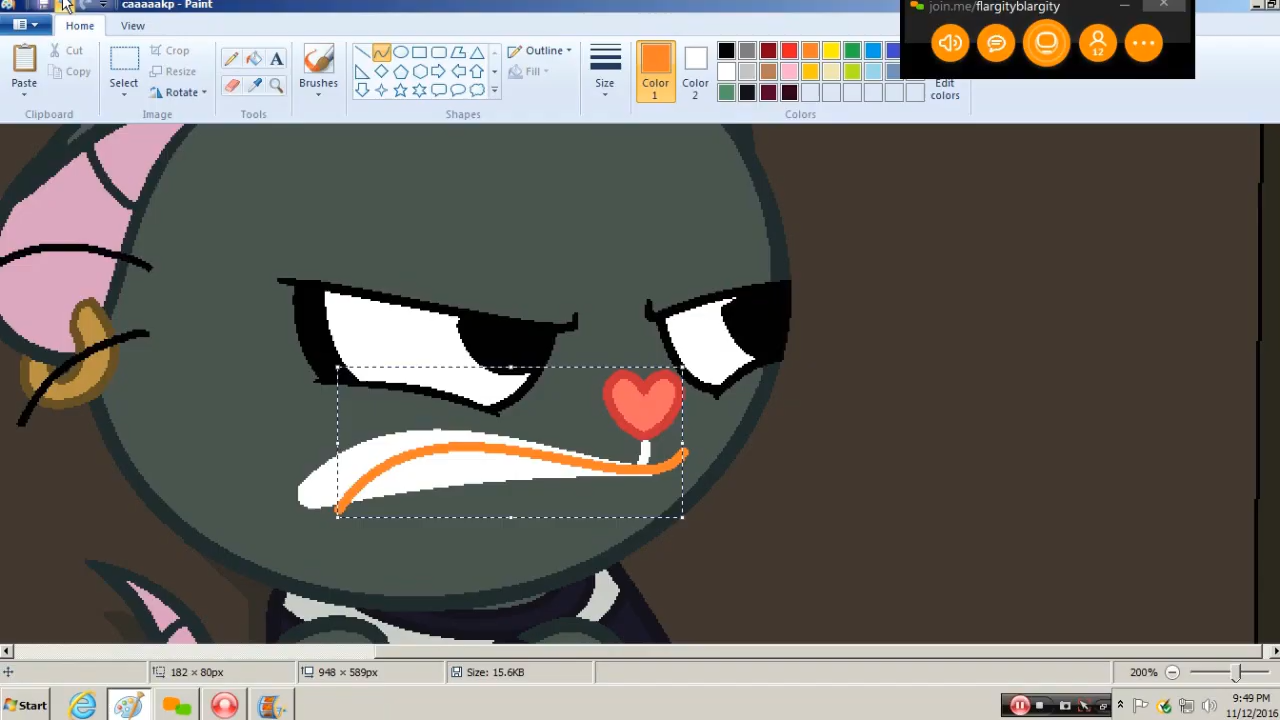 caaaaakp - Paint
join.me/flargityblargity
Home
View
Paste
Cut
Copy
Clipboard
Select
Crop
Resize
Rotate
Image
A
Tools
Brushes
Outline
Fill
Shapes
Size
Color 1
Color 2
Edit colors
Colors
12
182 × 80px
948 × 589px
Size: 15.6KB
200%
Start
9:49 PM
11/12/2016